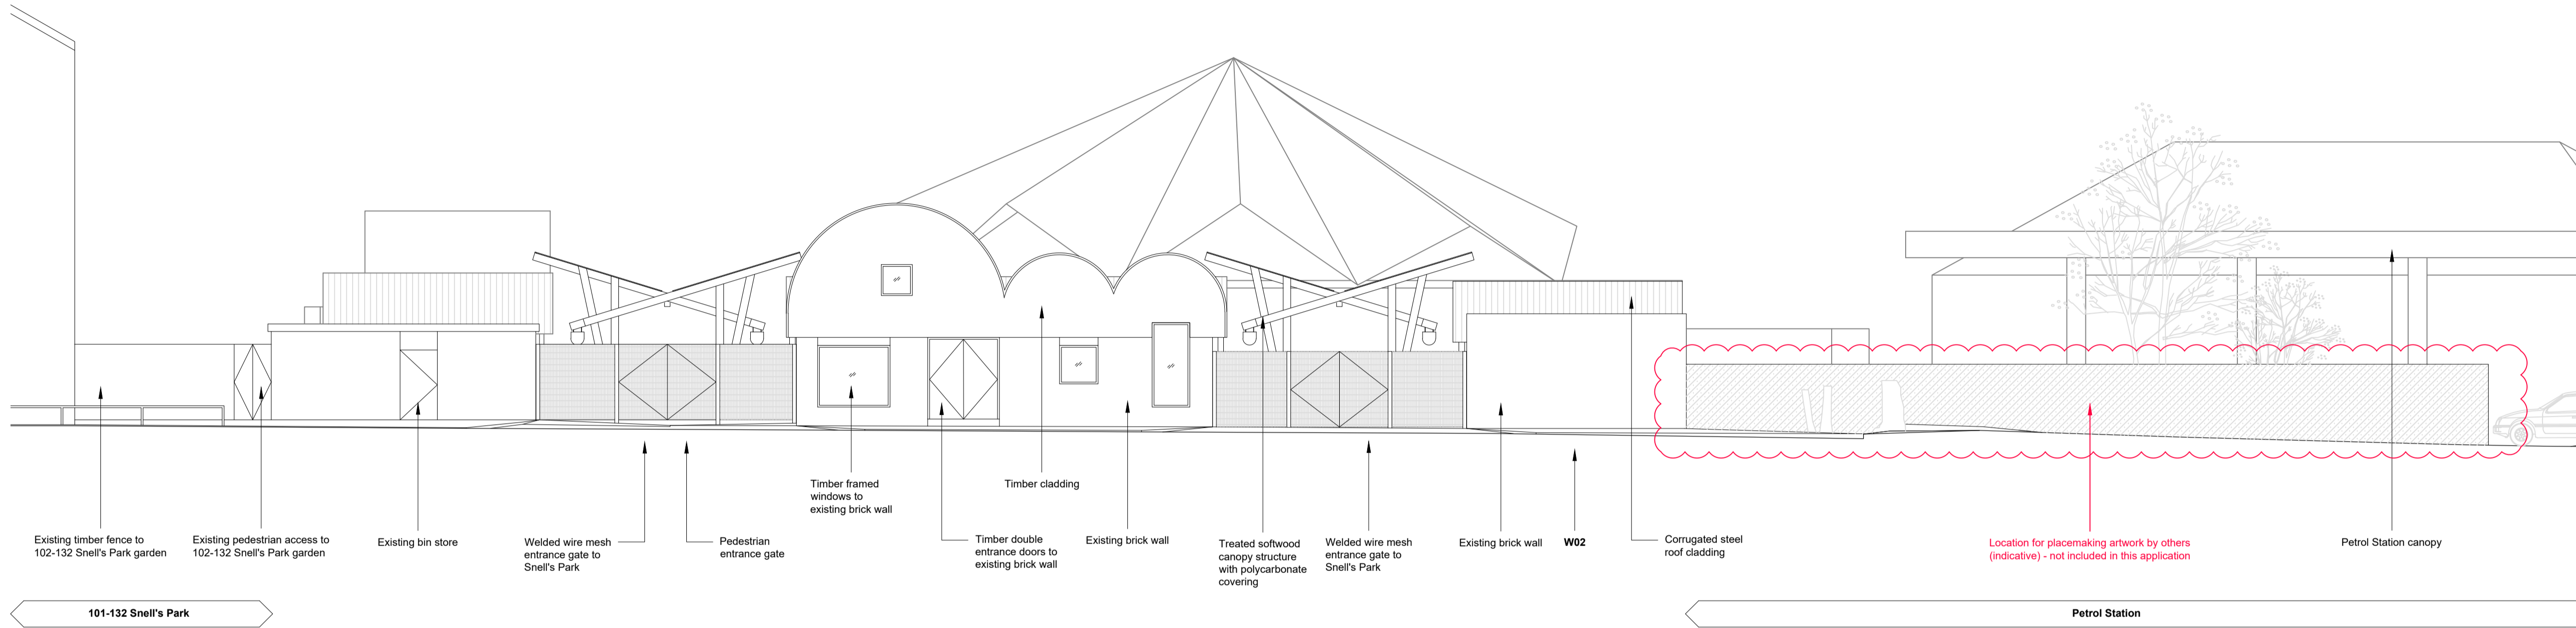 Existing timber fence to
102-132 Snell's Park garden
Existing pedestrian access to
102-132 Snell's Park garden
Existing bin store
Welded wire mesh
entrance gate to
Snell's Park
Pedestrian
entrance gate
Timber framed
windows to
existing brick wall
Timber double
entrance doors to
existing brick wall
Timber cladding
Existing brick wall
Treated softwood
canopy structure
with polycarbonate
covering
Welded wire mesh
entrance gate to
Snell's Park
Existing brick wall
W02
Corrugated steel
roof cladding
Location for placemaking artwork by others
(indicative) - not included in this application
Petrol Station canopy
101-132 Snell's Park
Petrol Station